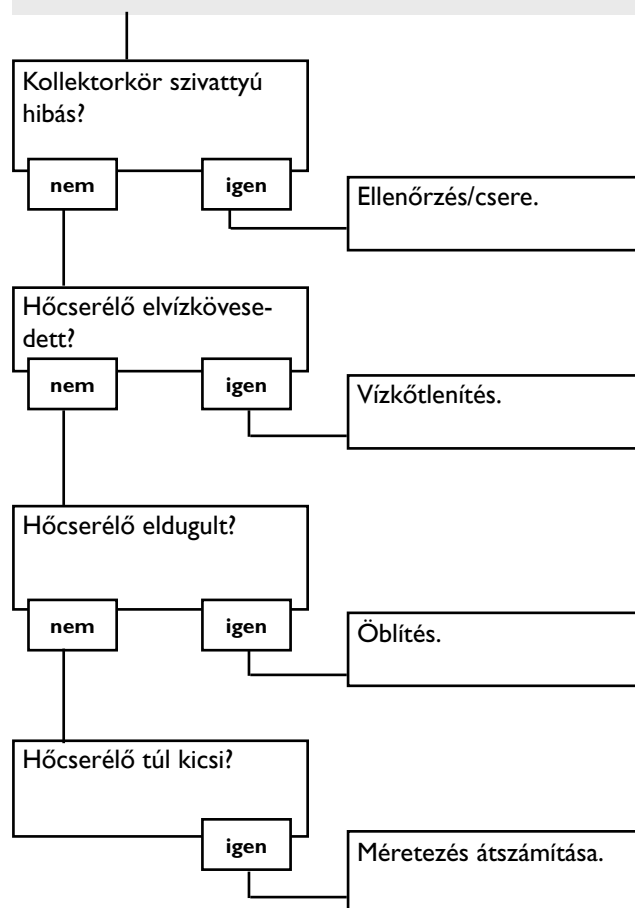 Kollektorkör szivattyú
hibás?
nem
igen
Ellenőrzés/csere.
Hőcserélő elvízkövese-
dett?
nem
igen
Vízkőtlenítés.
Hőcserélő eldugult?
nem
igen
Öblítés.
Hőcserélő túl kicsi?
igen
Méretezés átszámítása.